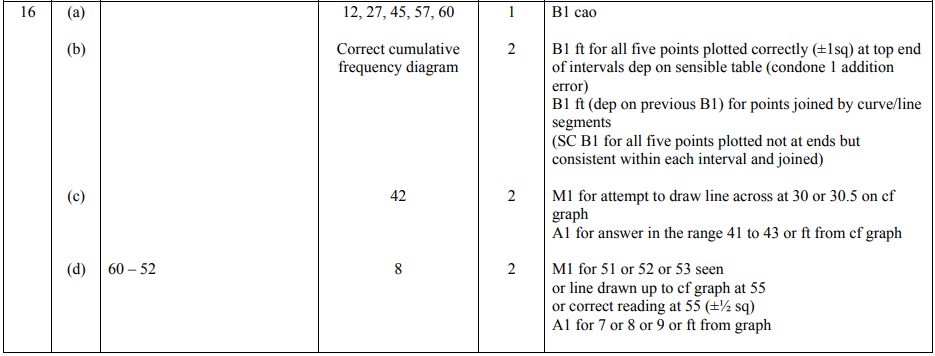 16 (a) 12, 27, 45, 57, 60 1 B1 cao
(b) Correct cumulative 2 B1 ft for all five points plotted correctly (±1sq) at top end
frequency diagram of intervals dep on sensible table (condone 1 addition
error)
B1 ft (dep on previous B1) for points joined by curve/line
segments
(SC B1 for all five points plotted not at ends but
consistent within each interval and joined)
(c) 42 2 M1 for attempt to draw line across at 30 or 30.5 on cf
graph
A1 for answer in the range 41 to 43 or ft from cf graph
(d) 60 – 52 8 2 M1 for 51 or 52 or 53 seen
or line drawn up to cf graph at 55
or correct reading at 55 (±½ sq)
A1 for 7 or 8 or 9 or ft from graph